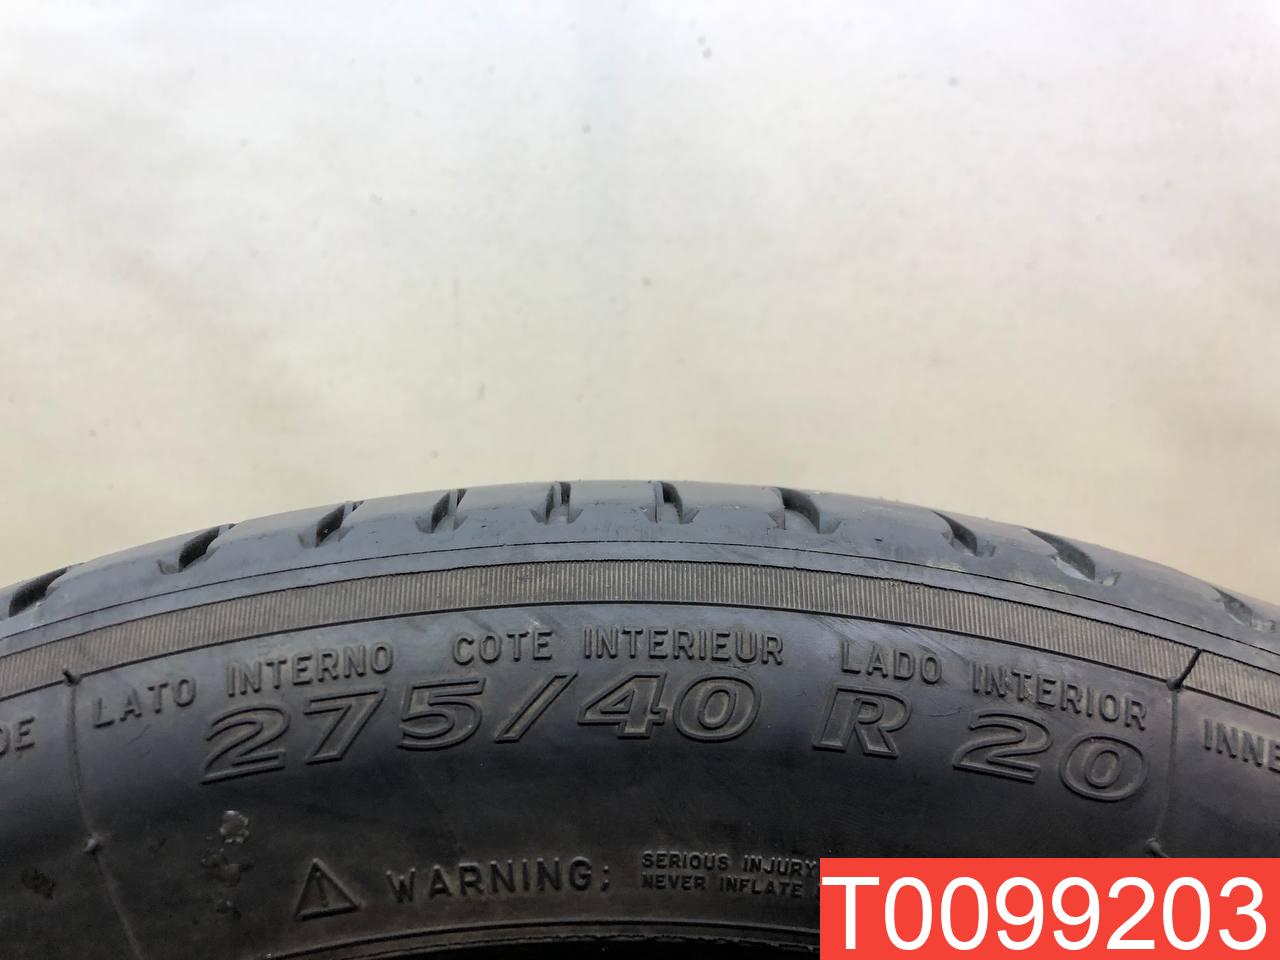 LATO INTERNO COTE INTERIEUR LADO INTERIOR
DE
INNE
275/40 R 20
WARNING: SERIOUS INJURY
NEVER INFLATE
T0099203